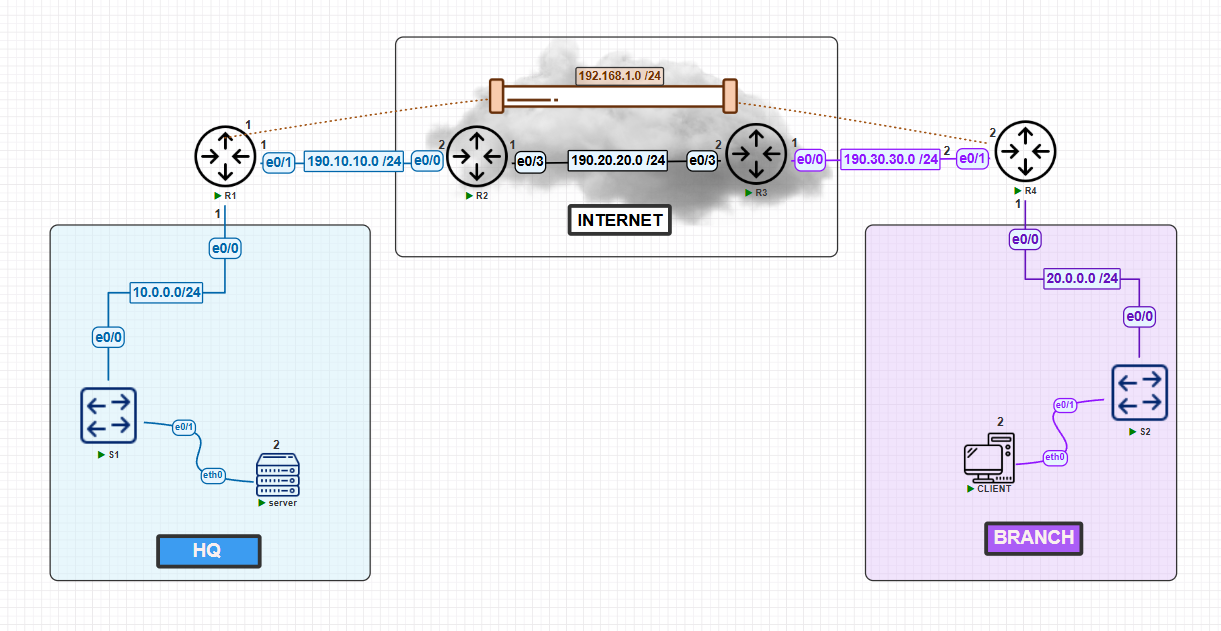 192.168.1.0 /24
1
2
1
e0/1
190.10.10.0 /24
e0/0
2
1
e0/3
190.20.20.0 /24
e0/3
2
1
e0/0
190.30.30.0 /24
2
e0/1
R1
R2
R3
R4
INTERNET
1
e0/0
10.0.0.0/24
e0/0
S1
e0/1
eth0
2
server
HQ
1
e0/0
20.0.0.0 /24
e0/0
S2
e0/1
eth0
2
CLIENT
BRANCH